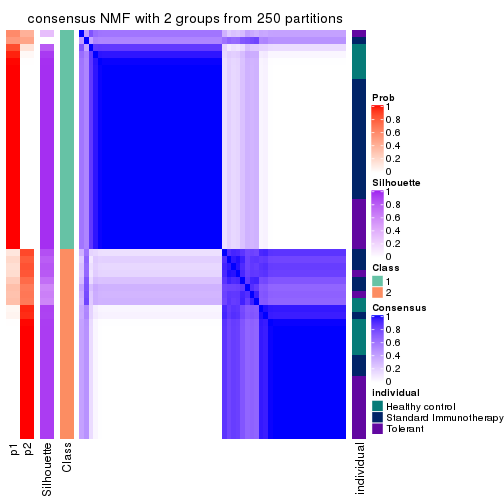 consensus NMF with 2 groups from 250 partitions
Prob
1
0.8
0.6
0.4
0.2
0
Silhouette
1
0.8
0.6
0.4
0.2
0
Class
1
2
Consensus
1
0.8
0.6
0.4
0.2
0
individual
Healthy control
Standard Immunotherapy
Tolerant
p1
p2
Silhouette
Class
individual